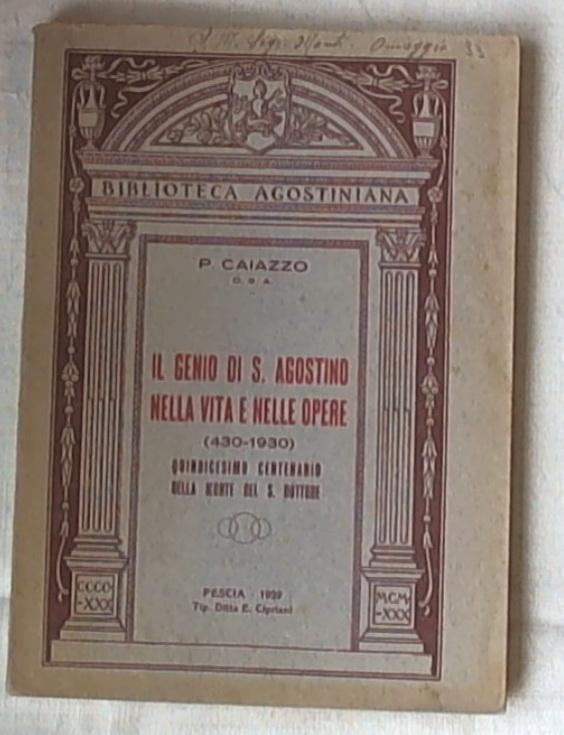 Omaggio
BIBLIOTECA AGOSTINIANA
P. CAIAZZO
O. S. A.
IL GENIO DI S. AGOSTINO
NELLA VITA E NELLE OPERE
(430-1930)
QUINDICESIMO CENTENARIO
DELLA MORTE DEL S. DOTTORE
PESCIA - 1929
Tip. Ditta E. Cipriani
CCCC
-XXX
MCM-
-XXX